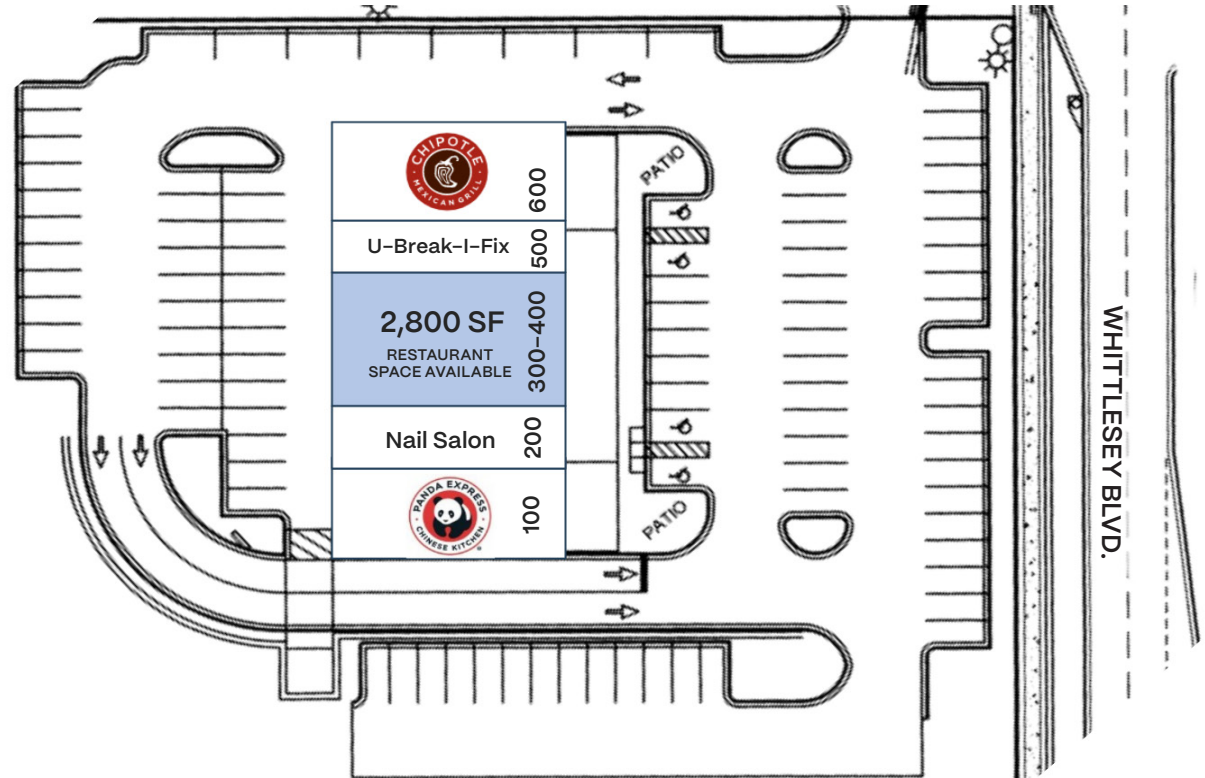 CHIPOTLE
MEXICAN GRILL
600
PATIO
U-Break-I-Fix
500
2,800 SF
RESTAURANT
SPACE AVAILABLE
300-400
Nail Salon
200
PANDA EXPRESS
CHINESE KITCHEN
100
PATIO
WHITTLESEY BLVD.